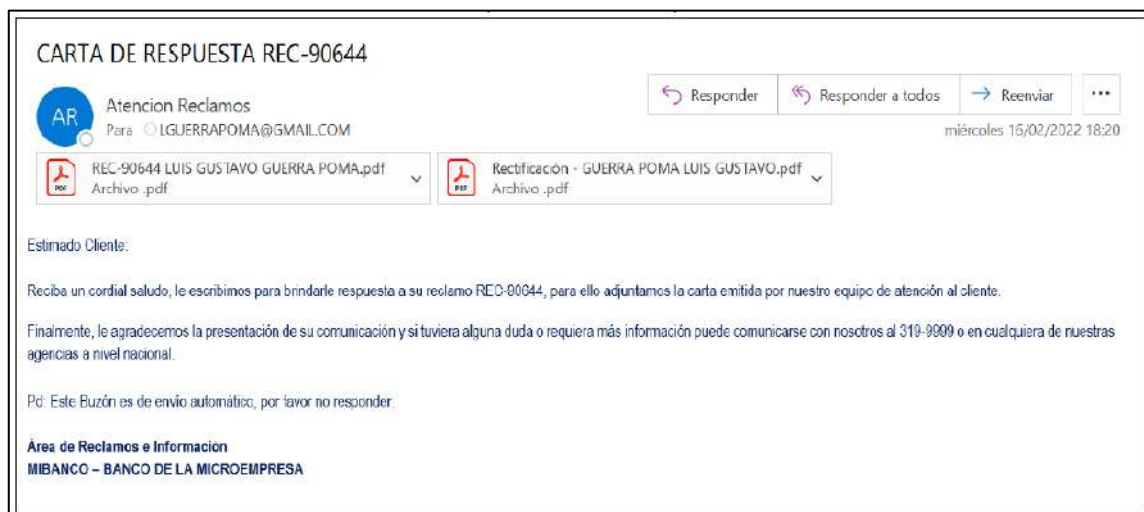 CARTA DE RESPUESTA REC-90644
AR
Atencion Reclamos
Para LGUERRAPOMA@GMAIL.COM
Responder
Responder a todos
Reenviar
...
miércoles 16/02/2022 18:20
REC-90644 LUIS GUSTAVO GUERRA POMA.pdf
Archivo .pdf
Rectificación - GUERRA POMA LUIS GUSTAVO.pdf
Archivo .pdf
PDF
PDF
Estimado Cliente:
Reciba un cordial saludo, le escribimos para brindarle respuesta a su reclamo REC-90644, para ello adjuntamos la carta emitida por nuestro equipo de atención al cliente.
Finalmente, le agradecemos la presentación de su comunicación y si tuviera alguna duda o requiera más información puede comunicarse con nosotros al 319-9999 o en cualquiera de nuestras
agencias a nivel nacional.
Pd: Este Buzón es de envío automático, por favor no responder.
Área de Reclamos e Información
MIBANCO – BANCO DE LA MICROEMPRESA